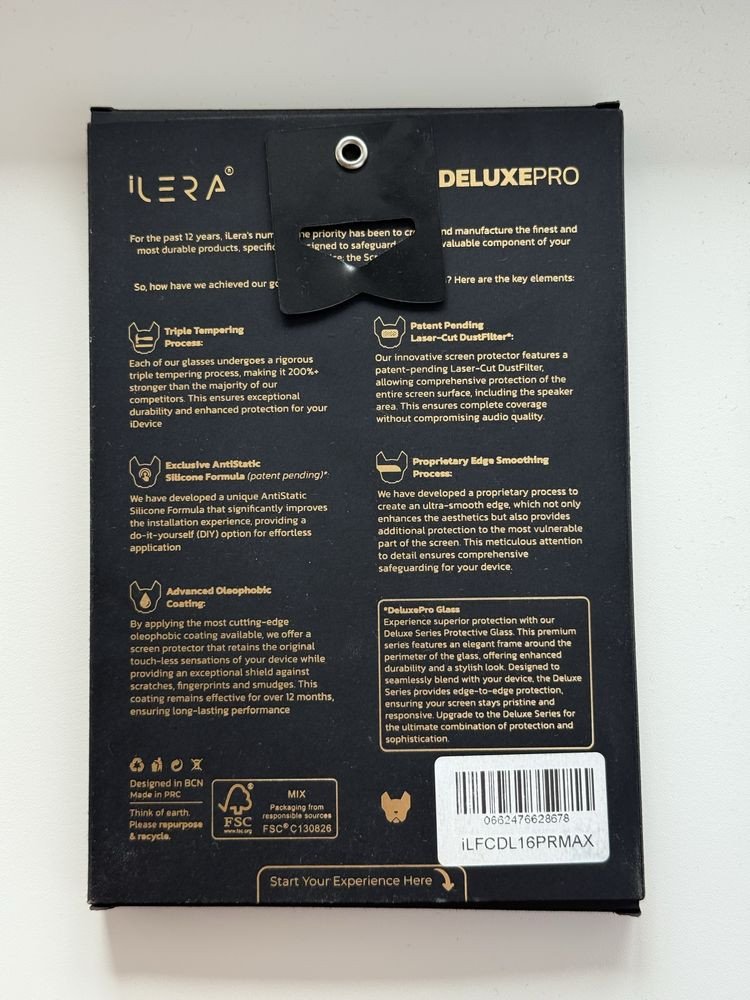 iLERA®
DELUXEPRO
For the past 12 years, iLera's ne priority has been to nd manufacture the finest and
most durable products, igned to safeguard valuable component of your
So, how have we achieved our Here are the key elements:
Triple Tempering
Process:
Each of our glasses undergoes a rigorous
triple tempering process, making it 200%+
stronger than the majority of our
competitors. This ensures exceptional
durability and enhanced protection for your
iDevice
Patent Pending
Laser-Cut DustFilter*:
Our innovative screen protector features a
patent-pending Laser-Cut DustFilter,
allowing comprehensive protection of the
entire screen surface, including the speaker
area. This ensures complete coverage
without compromising audio quality.
Exclusive AntiStatic
Silicone Formula (patent pending)*
We have developed a unique AntiStatic
Silicone Formula that significantly improves
the installation experience, providing a
do-it-yourself (DIY) option for effortless
application
Proprietary Edge Smoothing
Process:
We have developed a proprietary process to
create an ultra-smooth edge, which not only
enhances the aesthetics but also provides
additional protection to the most vulnerable
part of the screen. This meticulous attention
to detail ensures comprehensive
safeguarding for your device.
Advanced Oleophobic
Coating:
By applying the most cutting-edge
oleophobic coating available, we offer a
screen protector that retains the original
touch-less sensations of your device while
providing an exceptional shield against
scratches, fingerprints and smudges. This
coating remains effective for over 12 months,
ensuring long-lasting performance
*DeluxePro Glass
Experience superior protection with our
Deluxe Series Protective Glass. This premium
series features an elegant frame around the
perimeter of the glass, offering enhanced
durability and a stylish look. Designed to
seamlessly blend with your device, the Deluxe
Series provides edge-to-edge protection,
ensuring your screen stays pristine and
responsive. Upgrade to the Deluxe Series for
the ultimate combination of protection and
sophistication.
Designed in BCN
Made in PRC
Think of earth.
Please repurpose
& recycle.
FSC
www.fsc.org
MIX
Packaging from
responsible sources
FSC® C130826
0662476628678
iLFCDL16PRMAX
Start Your Experience Here